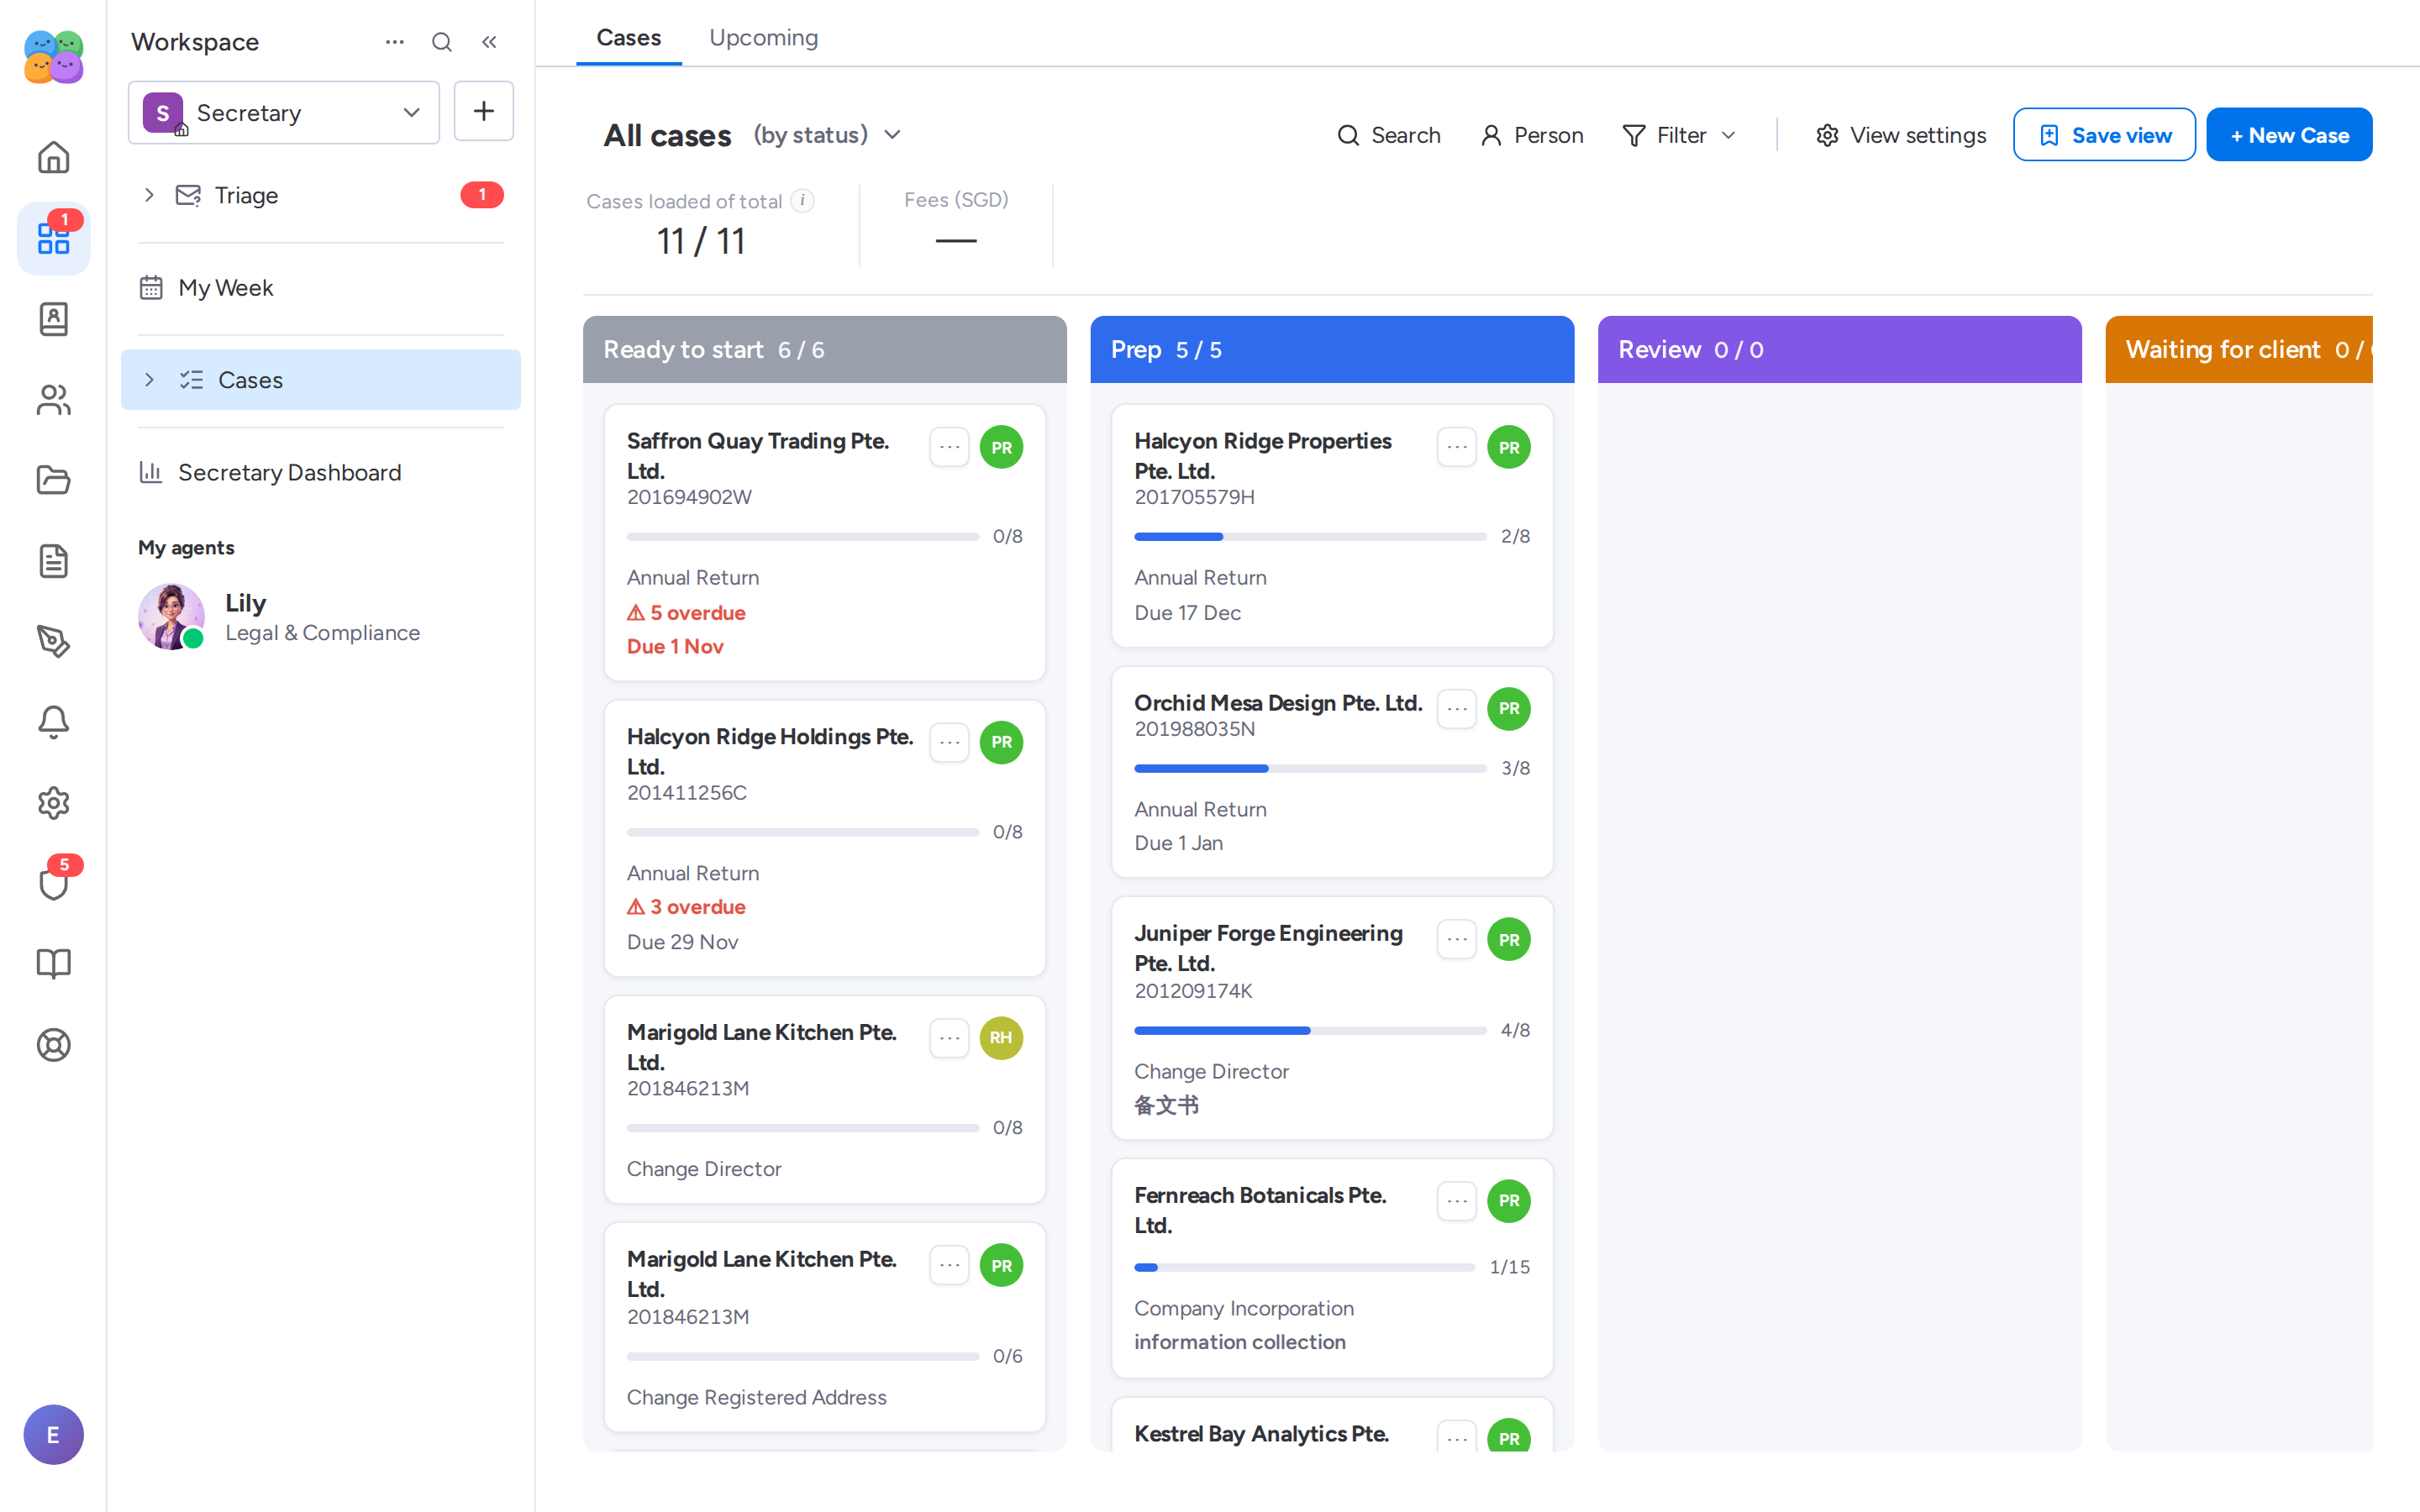 Workspace
S
Secretary
1
Triage
1
My Week
Cases
Secretary Dashboard
My agents
Lily
Legal & Compliance
5
E
Cases
Upcoming
All cases (by status)
Search
Person
Filter
View settings
Save view
+ New Case
Cases loaded of total i
11 / 11
Fees (SGD)
—
Ready to start 6 / 6
Saffron Quay Trading Pte.
Ltd.
PR
201694902W
0/8
Annual Return
⚠ 5 overdue
Due 1 Nov
Halcyon Ridge Holdings Pte.
Ltd.
PR
201411256C
0/8
Annual Return
⚠ 3 overdue
Due 29 Nov
Marigold Lane Kitchen Pte.
Ltd.
RH
201846213M
0/8
Change Director
Marigold Lane Kitchen Pte.
Ltd.
PR
201846213M
0/6
Change Registered Address
Prep 5 / 5
Halcyon Ridge Properties
Pte. Ltd.
PR
201705579H
2/8
Annual Return
Due 17 Dec
Orchid Mesa Design Pte. Ltd.
PR
201988035N
3/8
Annual Return
Due 1 Jan
Juniper Forge Engineering
Pte. Ltd.
PR
201209174K
4/8
Change Director
备文书
Fernreach Botanicals Pte.
Ltd.
PR
1/15
Company Incorporation
information collection
Kestrel Bay Analytics Pte.
PR
Review 0 / 0
Waiting for client 0 /